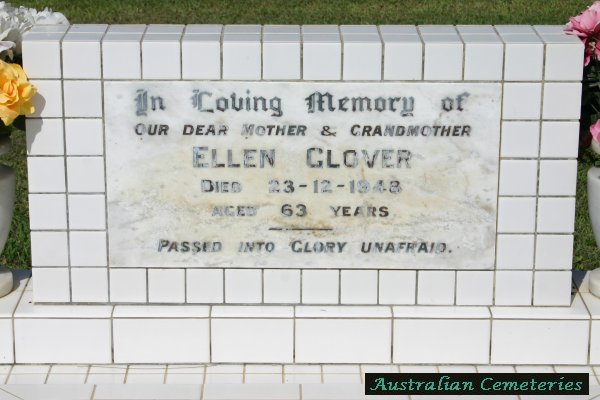 In Loving Memory of
OUR DEAR MOTHER & GRANDMOTHER
ELLEN GLOVER
DIED 23-12-1948
AGED 63 YEARS
PASSED INTO GLORY UNAFRAID.
Australian Cemeteries